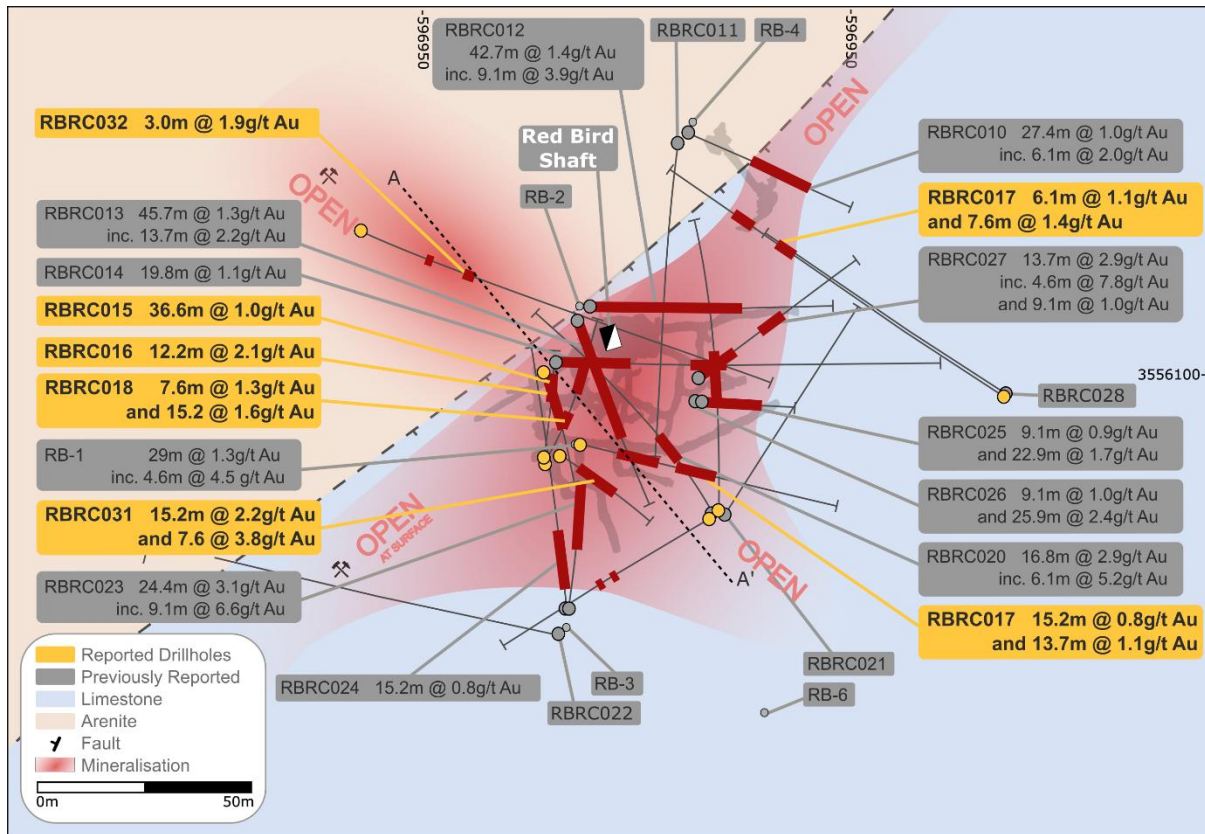 -596950
-596950
RBRC012
42.7m @ 1.4g/t Au
inc. 9.1m @ 3.9g/t Au
RBRC011
RB-4
OPEN
RBRC032 3.0m @ 1.9g/t Au
Red Bird
Shaft
RB-2
A
OPEN
RBRC010 27.4m @ 1.0g/t Au
inc. 6.1m @ 2.0g/t Au
RBRC017 6.1m @ 1.1g/t Au
and 7.6m @ 1.4g/t Au
RBRC013 45.7m @ 1.3g/t Au
inc. 13.7m @ 2.2g/t Au
RBRC014 19.8m @ 1.1g/t Au
RBRC027 13.7m @ 2.9g/t Au
inc. 4.6m @ 7.8g/t Au
and 9.1m @ 1.0g/t Au
RBRC015 36.6m @ 1.0g/t Au
RBRC016 12.2m @ 2.1g/t Au
RBRC018 7.6m @ 1.3g/t Au
and 15.2 @ 1.6g/t Au
3556100-
RBRC028
RB-1 29m @ 1.3g/t Au
inc. 4.6m @ 4.5 g/t Au
RBRC025 9.1m @ 0.9g/t Au
and 22.9m @ 1.7g/t Au
RBRC026 9.1m @ 1.0g/t Au
and 25.9m @ 2.4g/t Au
RBRC031 15.2m @ 2.2g/t Au
and 7.6 @ 3.8g/t Au
OPEN
AT SURFACE
OPEN
A'
RBRC020 16.8m @ 2.9g/t Au
inc. 6.1m @ 5.2g/t Au
RBRC023 24.4m @ 3.1g/t Au
inc. 9.1m @ 6.6g/t Au
RBRC017 15.2m @ 0.8g/t Au
and 13.7m @ 1.1g/t Au
RBRC021
RB-3
RB-6
RBRC024 15.2m @ 0.8g/t Au
RBRC022
Reported Drillholes
Previously Reported
Limestone
Arenite
Fault
Mineralisation
0m 50m